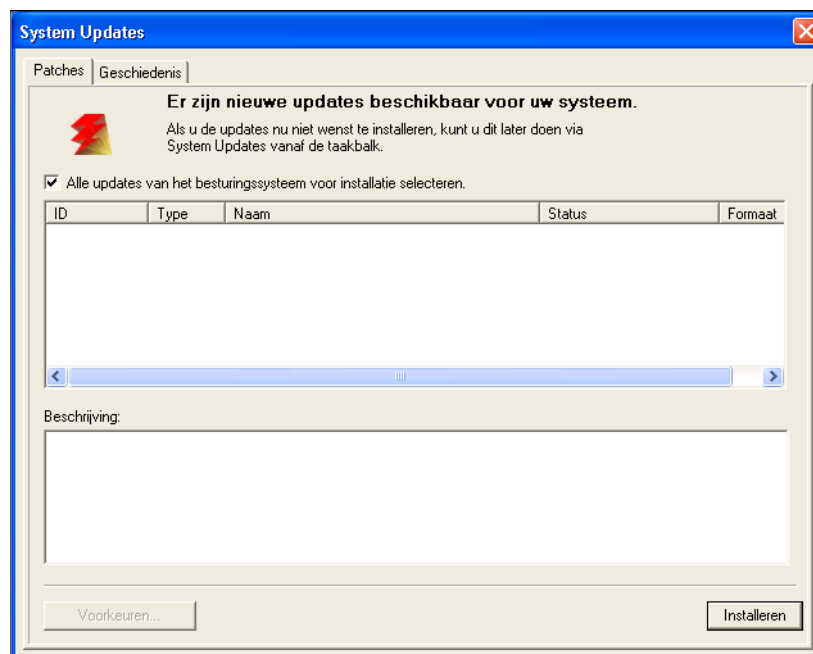 System Updates
Patches Geschiedenis
Er zijn nieuwe updates beschikbaar voor uw systeem.
Als u de updates nu niet wenst te installeren, kunt u dit later doen via
System Updates vanaf de taakbalk.
Alle updates van het besturingssysteem voor installatie selecteren.
ID Type Naam Status Formaat
Beschrijving:
Voorkeuren... Installeren